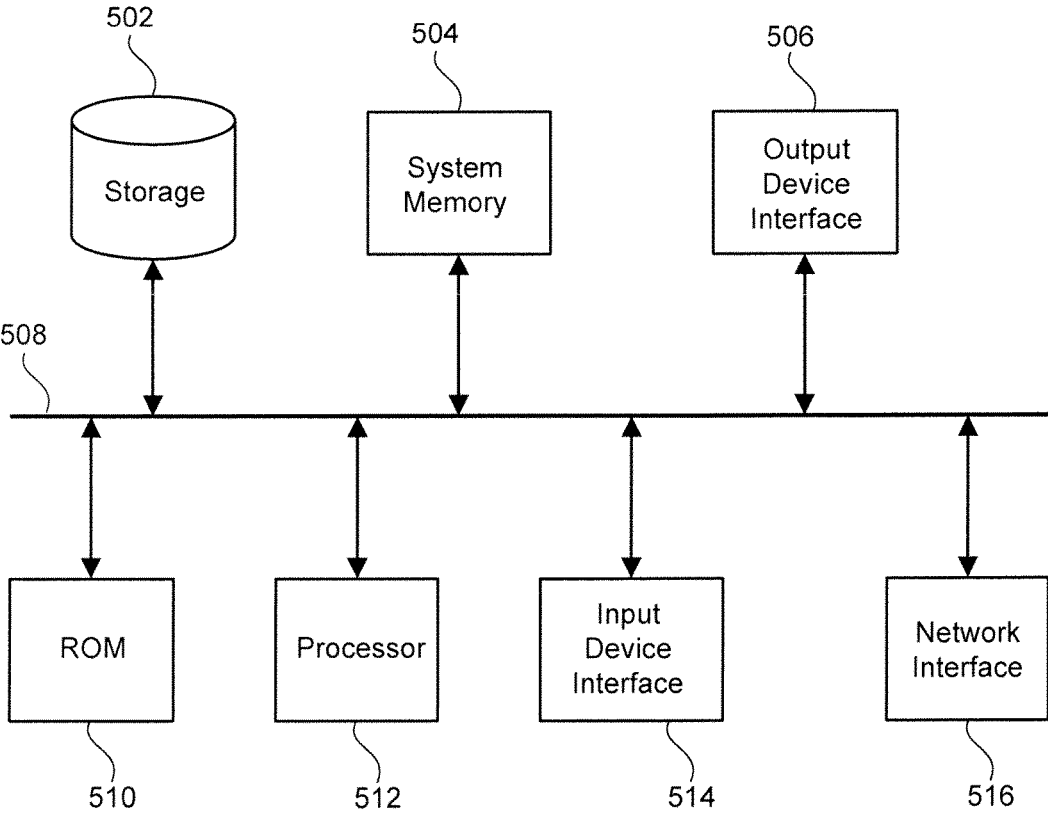 502
504
506
Storage
System
Memory
Output
Device
Interface
508
ROM
Processor
Input
Device
Interface
Network
Interface
510
512
514
516